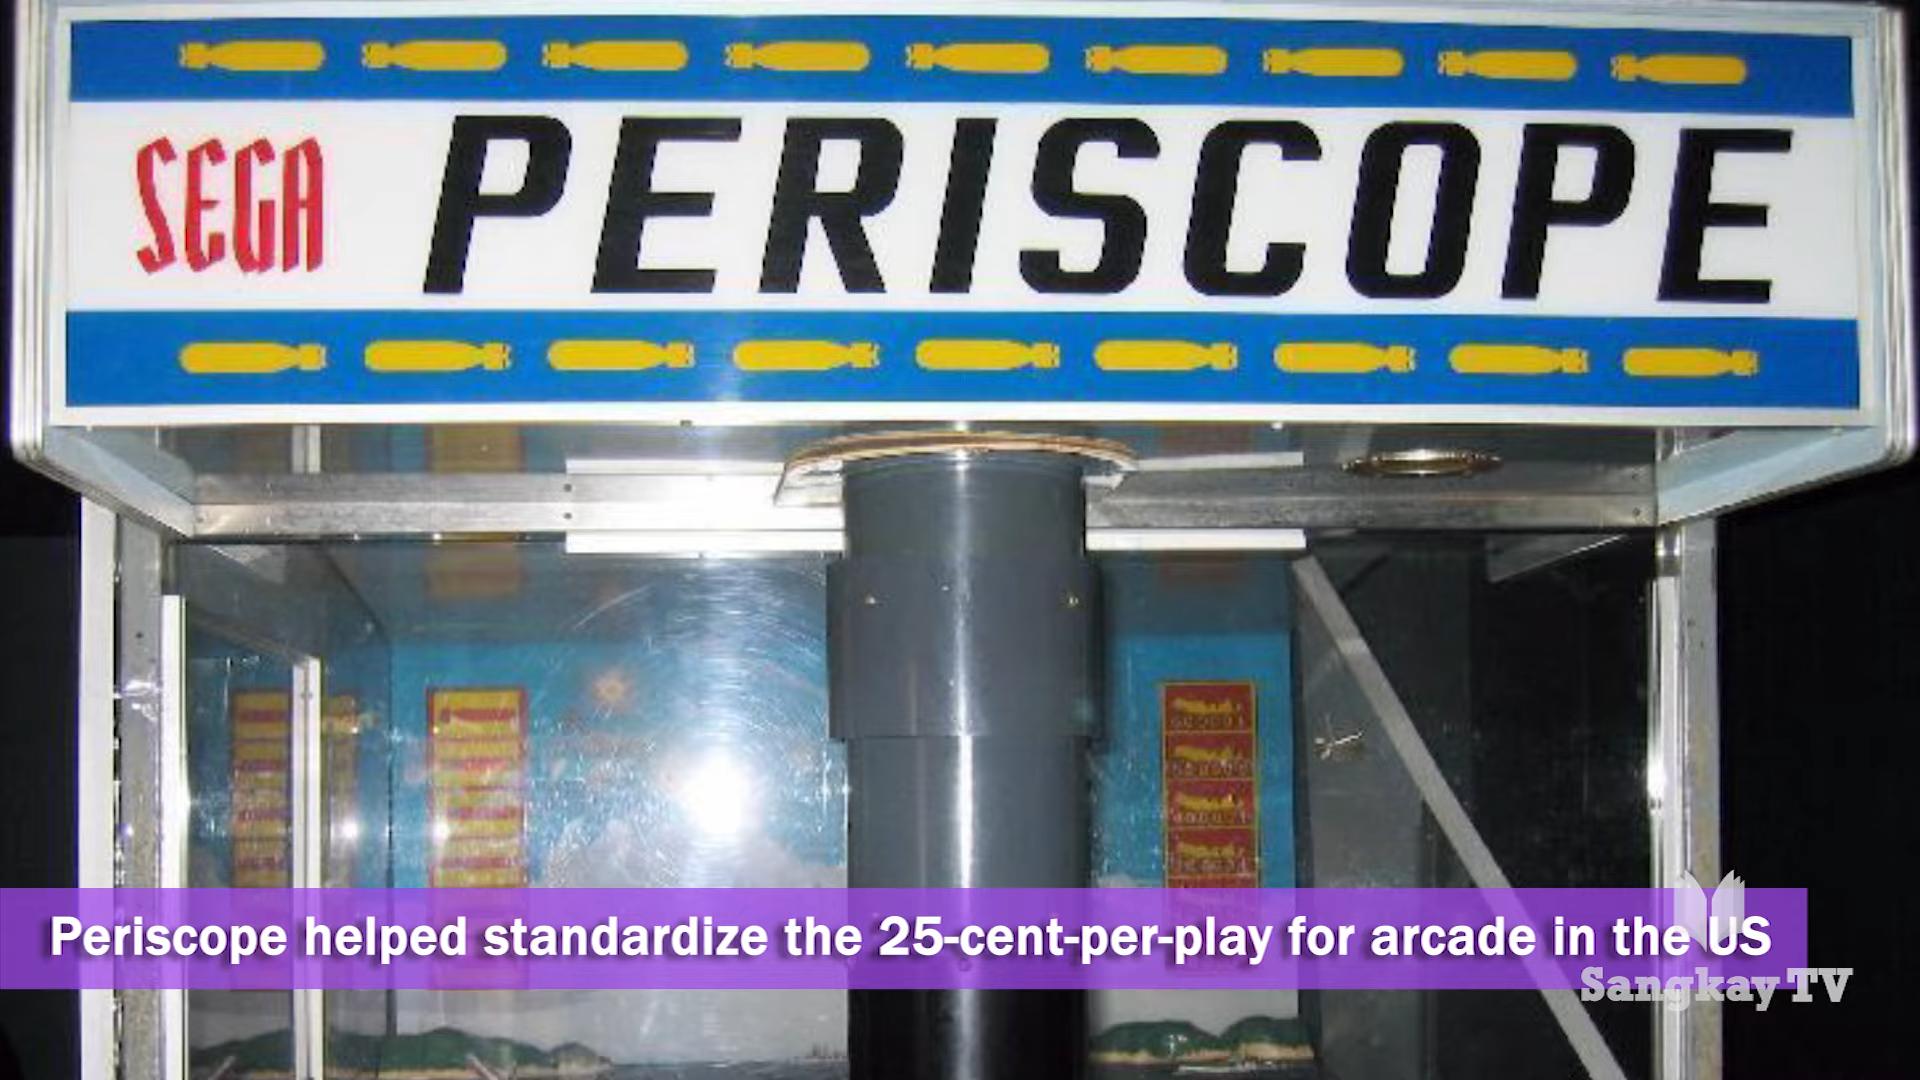 SEGA PERISCOPE
Periscope helped standardize the 25-cent-per-play for arcade in the US
Sangkay TV